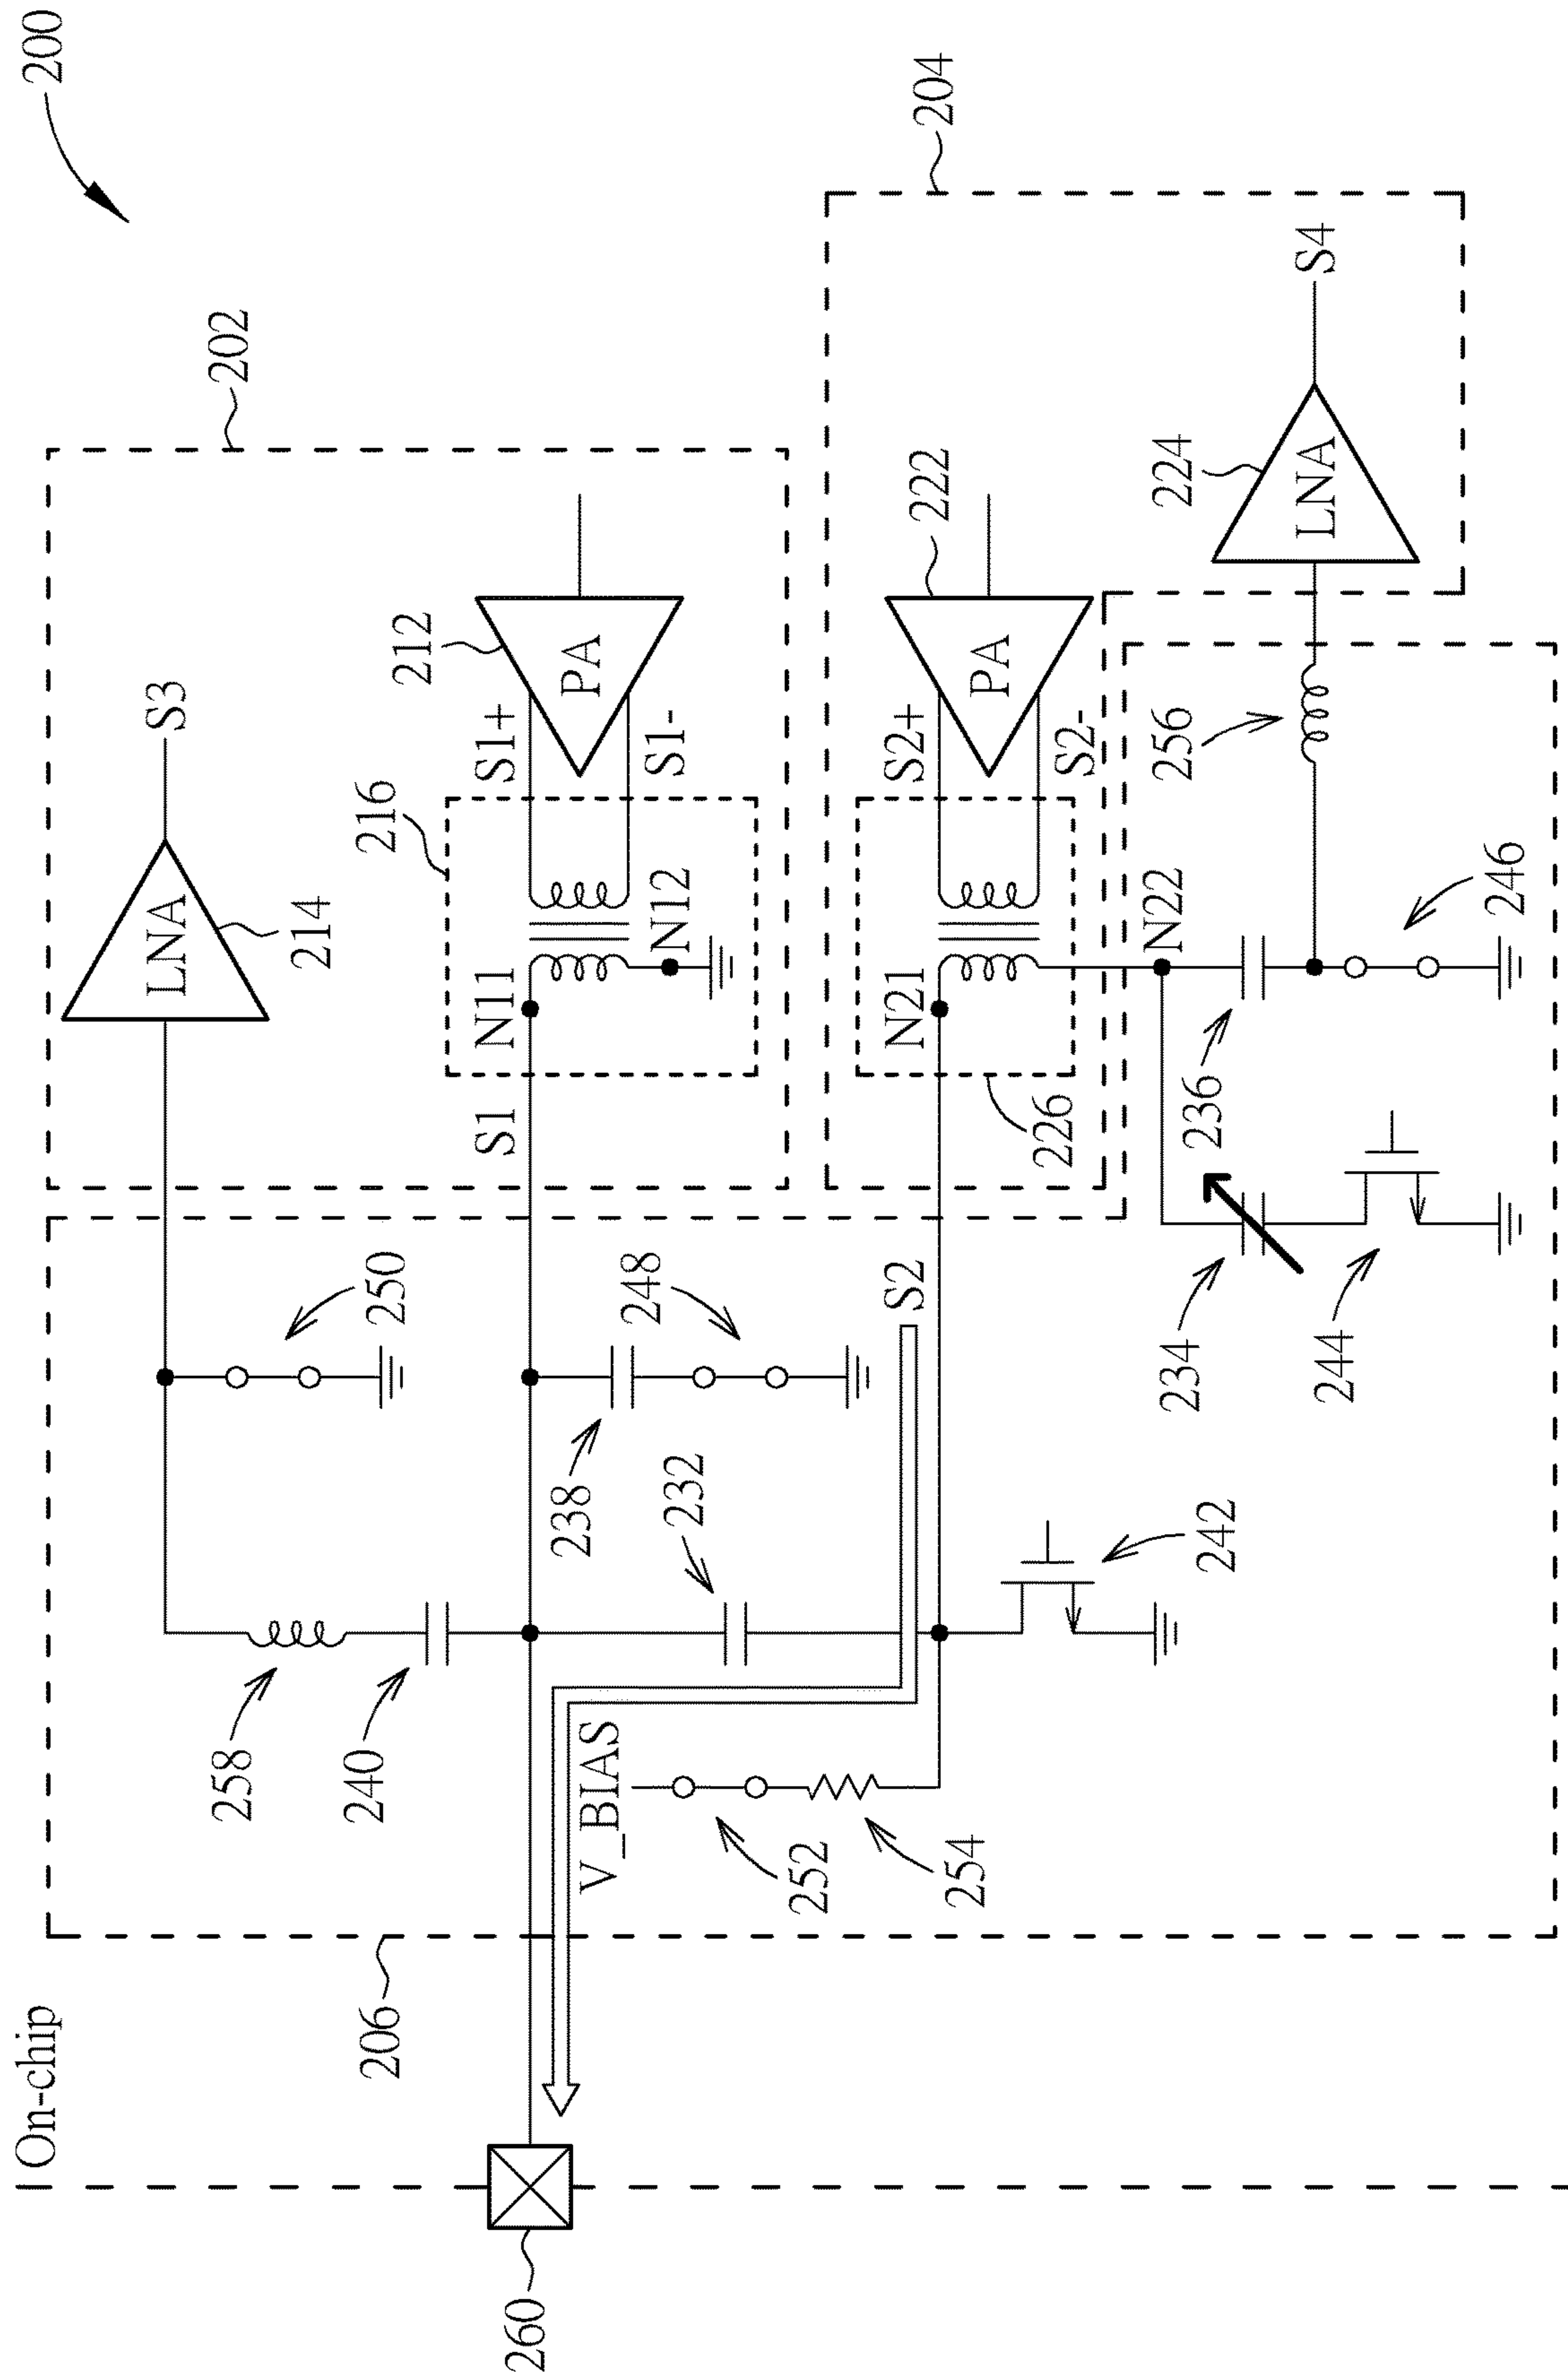 200
On-chip
202
204
206
LNA
214
S3
258
240
250
216
S1
N11
N12
S1+
S1-
PA
212
238
248
232
260
V_BIAS
252
254
S2
242
N21
226
S2+
S2-
PA
222
N22
234
244
236
246
256
LNA
224
S4